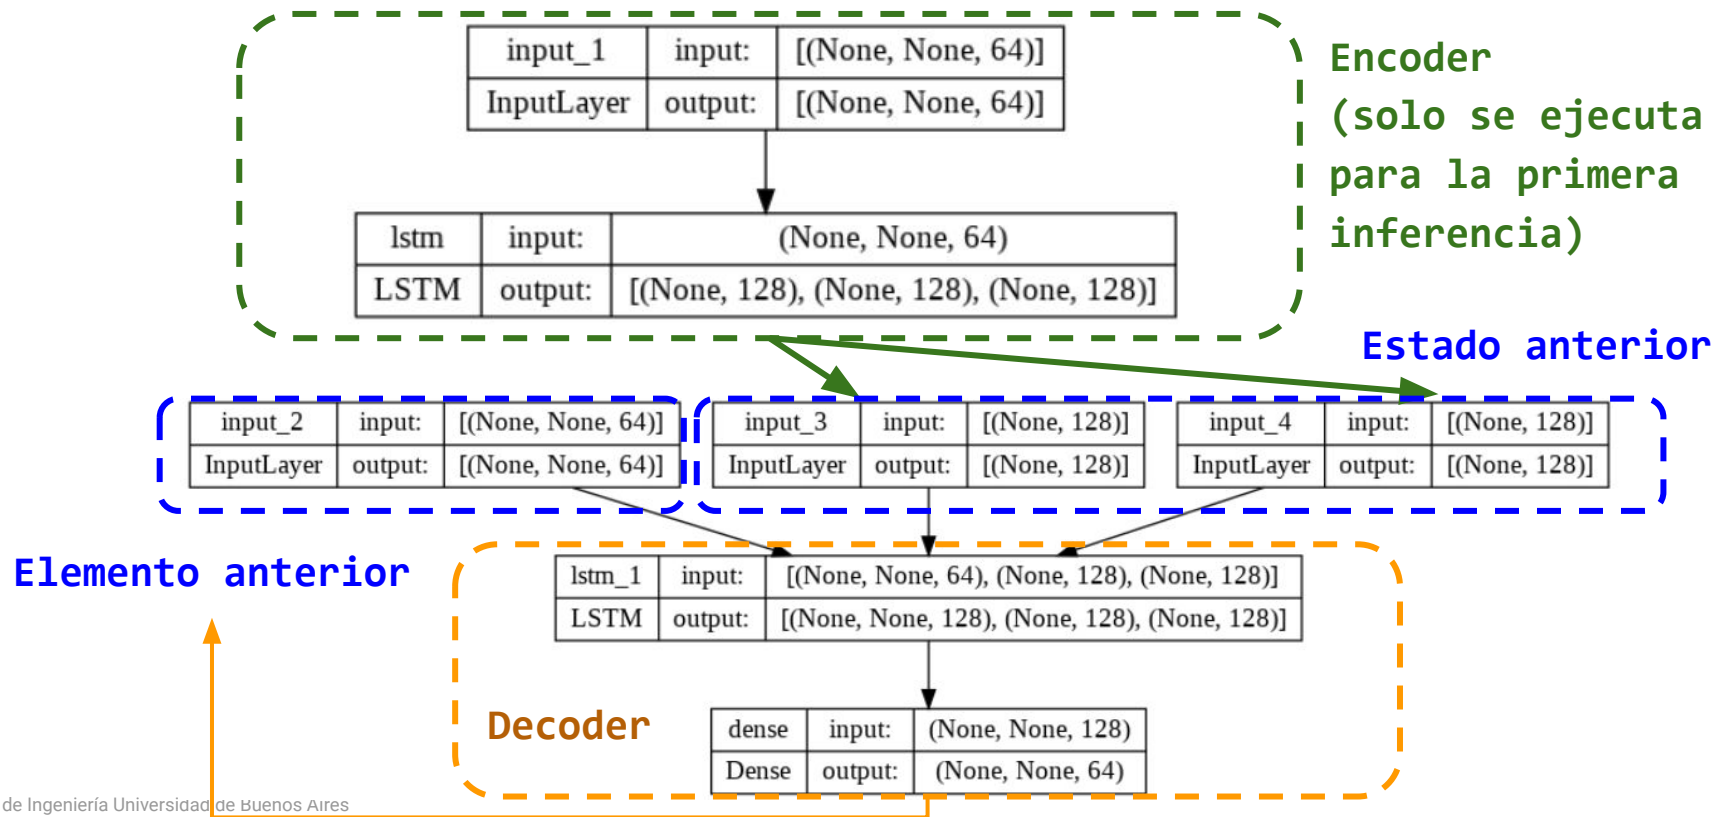 input_1 input: [(None, None, 64)]
InputLayer output: [(None, None, 64)]
Encoder
(solo se ejecuta
para la primera
inferencia)
lstm input: (None, None, 64)
LSTM output: [(None, 128), (None, 128), (None, 128)]
Estado anterior
input_2 input: [(None, None, 64)]
InputLayer output: [(None, None, 64)]
input_3 input: [(None, 128)]
InputLayer output: [(None, 128)]
input_4 input: [(None, 128)]
InputLayer output: [(None, 128)]
Elemento anterior
lstm_1 input: [(None, None, 64), (None, 128), (None, 128)]
LSTM output: [(None, None, 128), (None, 128), (None, 128)]
Decoder
dense input: (None, None, 128)
Dense output: (None, None, 64)
de Ingeniería Universidad de Buenos Aires